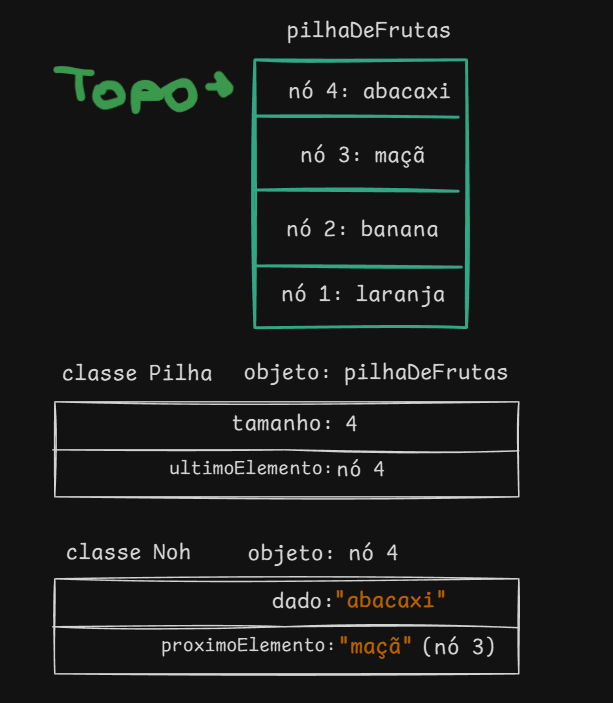 pilhaDeFrutas
TOPO →
nó 4: abacaxi
nó 3: maçã
nó 2: banana
nó 1: laranja
classe Pilha objeto: pilhaDeFrutas
tamanho: 4
ultimoElemento: nó 4
classe Noh objeto: nó 4
dado: "abacaxi"
proximoElemento: "maçã" (nó 3)